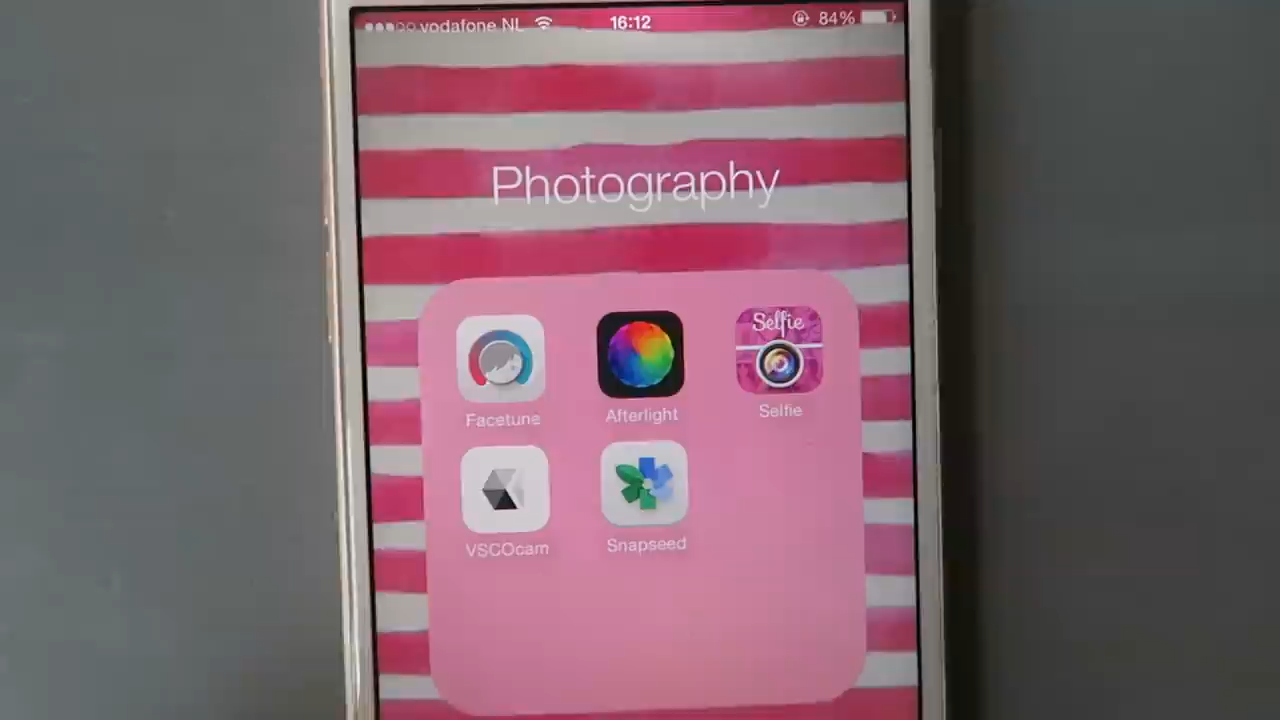 vodafone NL 16:12 84%
Photography
Selfie
Facetune Afterlight Selfie
VSCOcam Snapseed